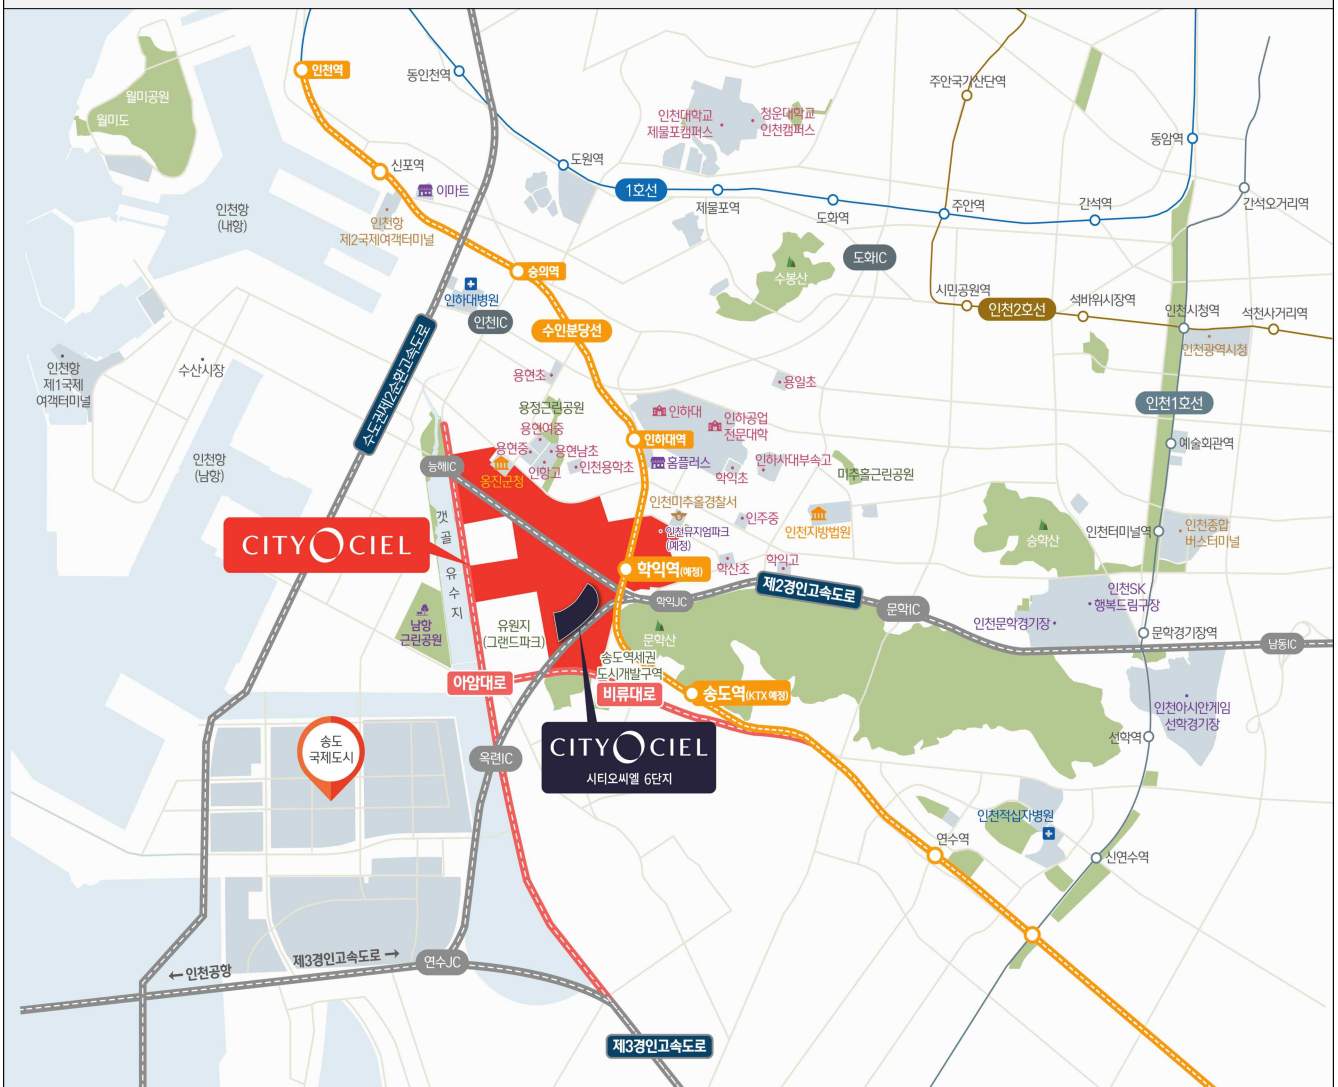 인천역
동인천역
월미공원
월미도
주안국가산단역
인천대학교
제물포캠퍼스
청운대학교
인천캠퍼스
동암역
신포역
도원역
이마트
1호선
제물포역
도화역
주안역
간석역
간석오거리역
인천항
(내항)
인천항
제2국제여객터미널
숭의역
수봉산
도화IC
인하대병원
인천IC
시민공원역
인천2호선
석바위시장역
인천시청역
석천사거리역
인천광역시청
수인분당선
수도권제2순환고속도로
인천항
제1국제
여객터미널
수산시장
용현초
용일초
인천1호선
용정근린공원
인하대
인하공업
전문대학
용현여중
인하대역
예술회관역
용현중
용현남초
인항고
인천용학초
홈플러스
학익초
인하사대부속고
미추홀근린공원
인천항
(남항)
능해IC
옹진군청
인천미추홀경찰서
인천뮤지엄파크
(예정)
인주중
인천지방법원
승학산
인천터미널역
인천종합
버스터미널
CITY O CIEL
갯골유수지
학익역(예정)
학산초
학익고
제2경인고속도로
학익JC
문학IC
인천SK
행복드림구장
인천문학경기장
문학경기장역
남동IC
남항
근린공원
유원지
(그랜드파크)
문학산
송도역세권
도시개발구역
아암대로
비류대로
송도역(KTX 예정)
인천아시안게임
선학경기장
선학역
송도
국제도시
옥련IC
CITY O CIEL
시티오씨엘 6단지
인천적십자병원
연수역
신연수역
← 인천공항
제3경인고속도로 →
연수JC
제3경인고속도로